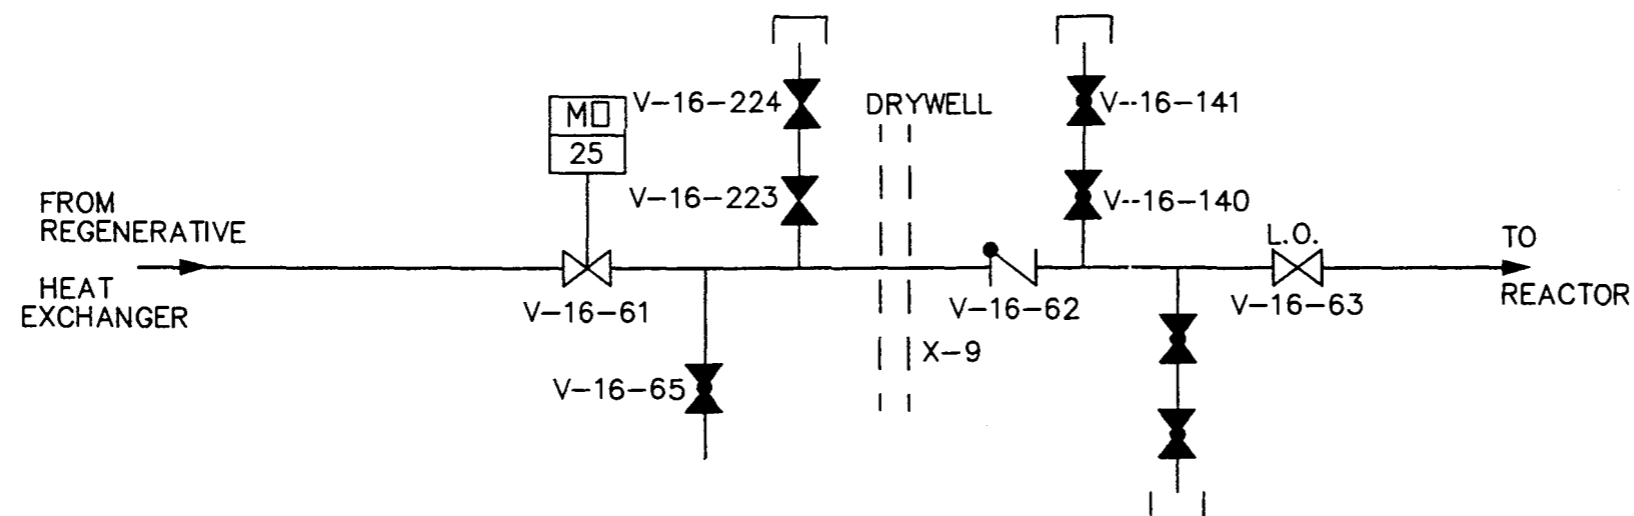 V-16-224
DRYWELL
V--16-141
MO
25
V-16-223
V--16-140
FROM
REGENERATIVE
HEAT
EXCHANGER
L.O.
TO
REACTOR
V-16-61
V-16-62
V-16-63
X-9
V-16-65